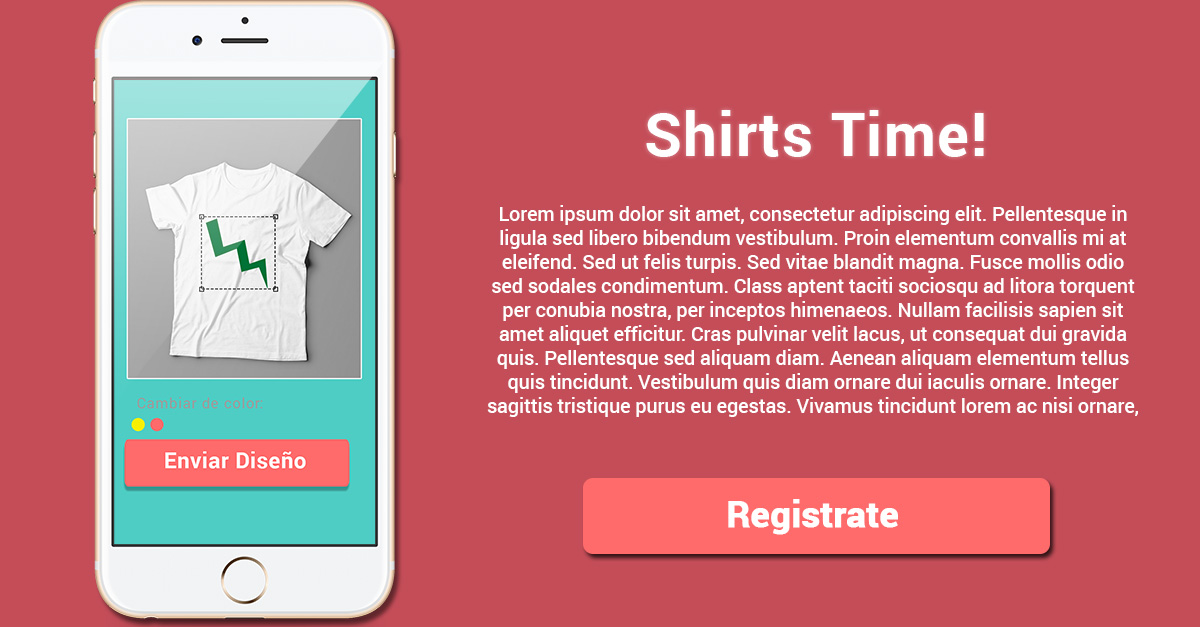 Shirts Time!
Lorem ipsum dolor sit amet, consectetur adipiscing elit. Pellentesque in
ligula sed libero bibendum vestibulum. Proin elementum convallis mi at
eleifend. Sed ut felis turpis. Sed vitae blandit magna. Fusce mollis odio
sed sodales condimentum. Class aptent taciti sociosqu ad litora torquent
per conubia nostra, per inceptos himenaeos. Nullam facilisis sapien sit
amet aliquet efficitur. Cras pulvinar velit lacus, ut consequat dui gravida
quis. Pellentesque sed aliquam diam. Aenean aliquam elementum tellus
quis tincidunt. Vestibulum quis diam ornare dui iaculis ornare. Integer
sagittis tristique purus eu egestas. Vivamus tincidunt lorem ac nisi ornare,
Registrate
Cambiar de color:
Enviar Diseño